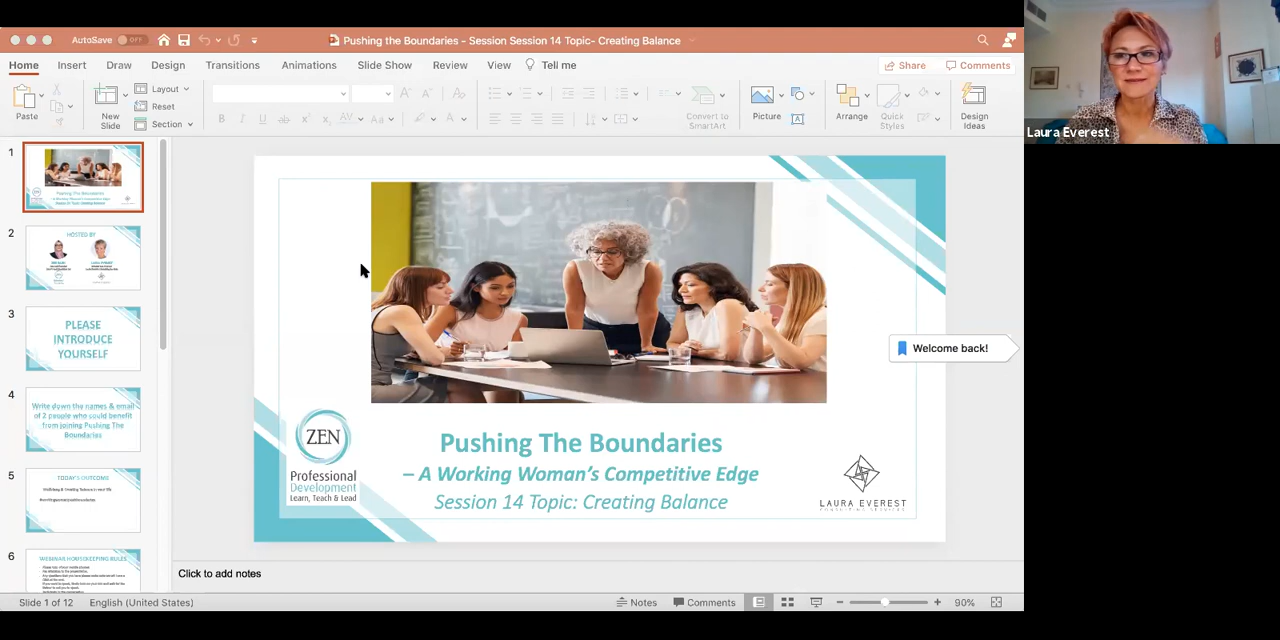 AutoSave OFF
Pushing the Boundaries - Session Session 14 Topic- Creating Balance
Home Insert Draw Design Transitions Animations Slide Show Review View Tell me
Share Comments
Paste
New
Slide
Layout
Reset
Section
Convert to
SmartArt
Picture
Arrange
Quick
Styles
Design
Ideas
Laura Everest
1
2
HOSTED BY
3
PLEASE
INTRODUCE
YOURSELF
4
Write down the names & email
of 2 people who could benefit
from joining Pushing The
Boundaries
5
TODAY'S OUTCOME
6
WEBINAR HOUSEKEEPING RULES
Welcome back!
ZEN
Professional
Development
Learn, Teach & Lead
Pushing The Boundaries
– A Working Woman's Competitive Edge
Session 14 Topic: Creating Balance
LAURA EVEREST
CONSULTING SERVICES
Click to add notes
Slide 1 of 12 English (United States)
Notes Comments 90%